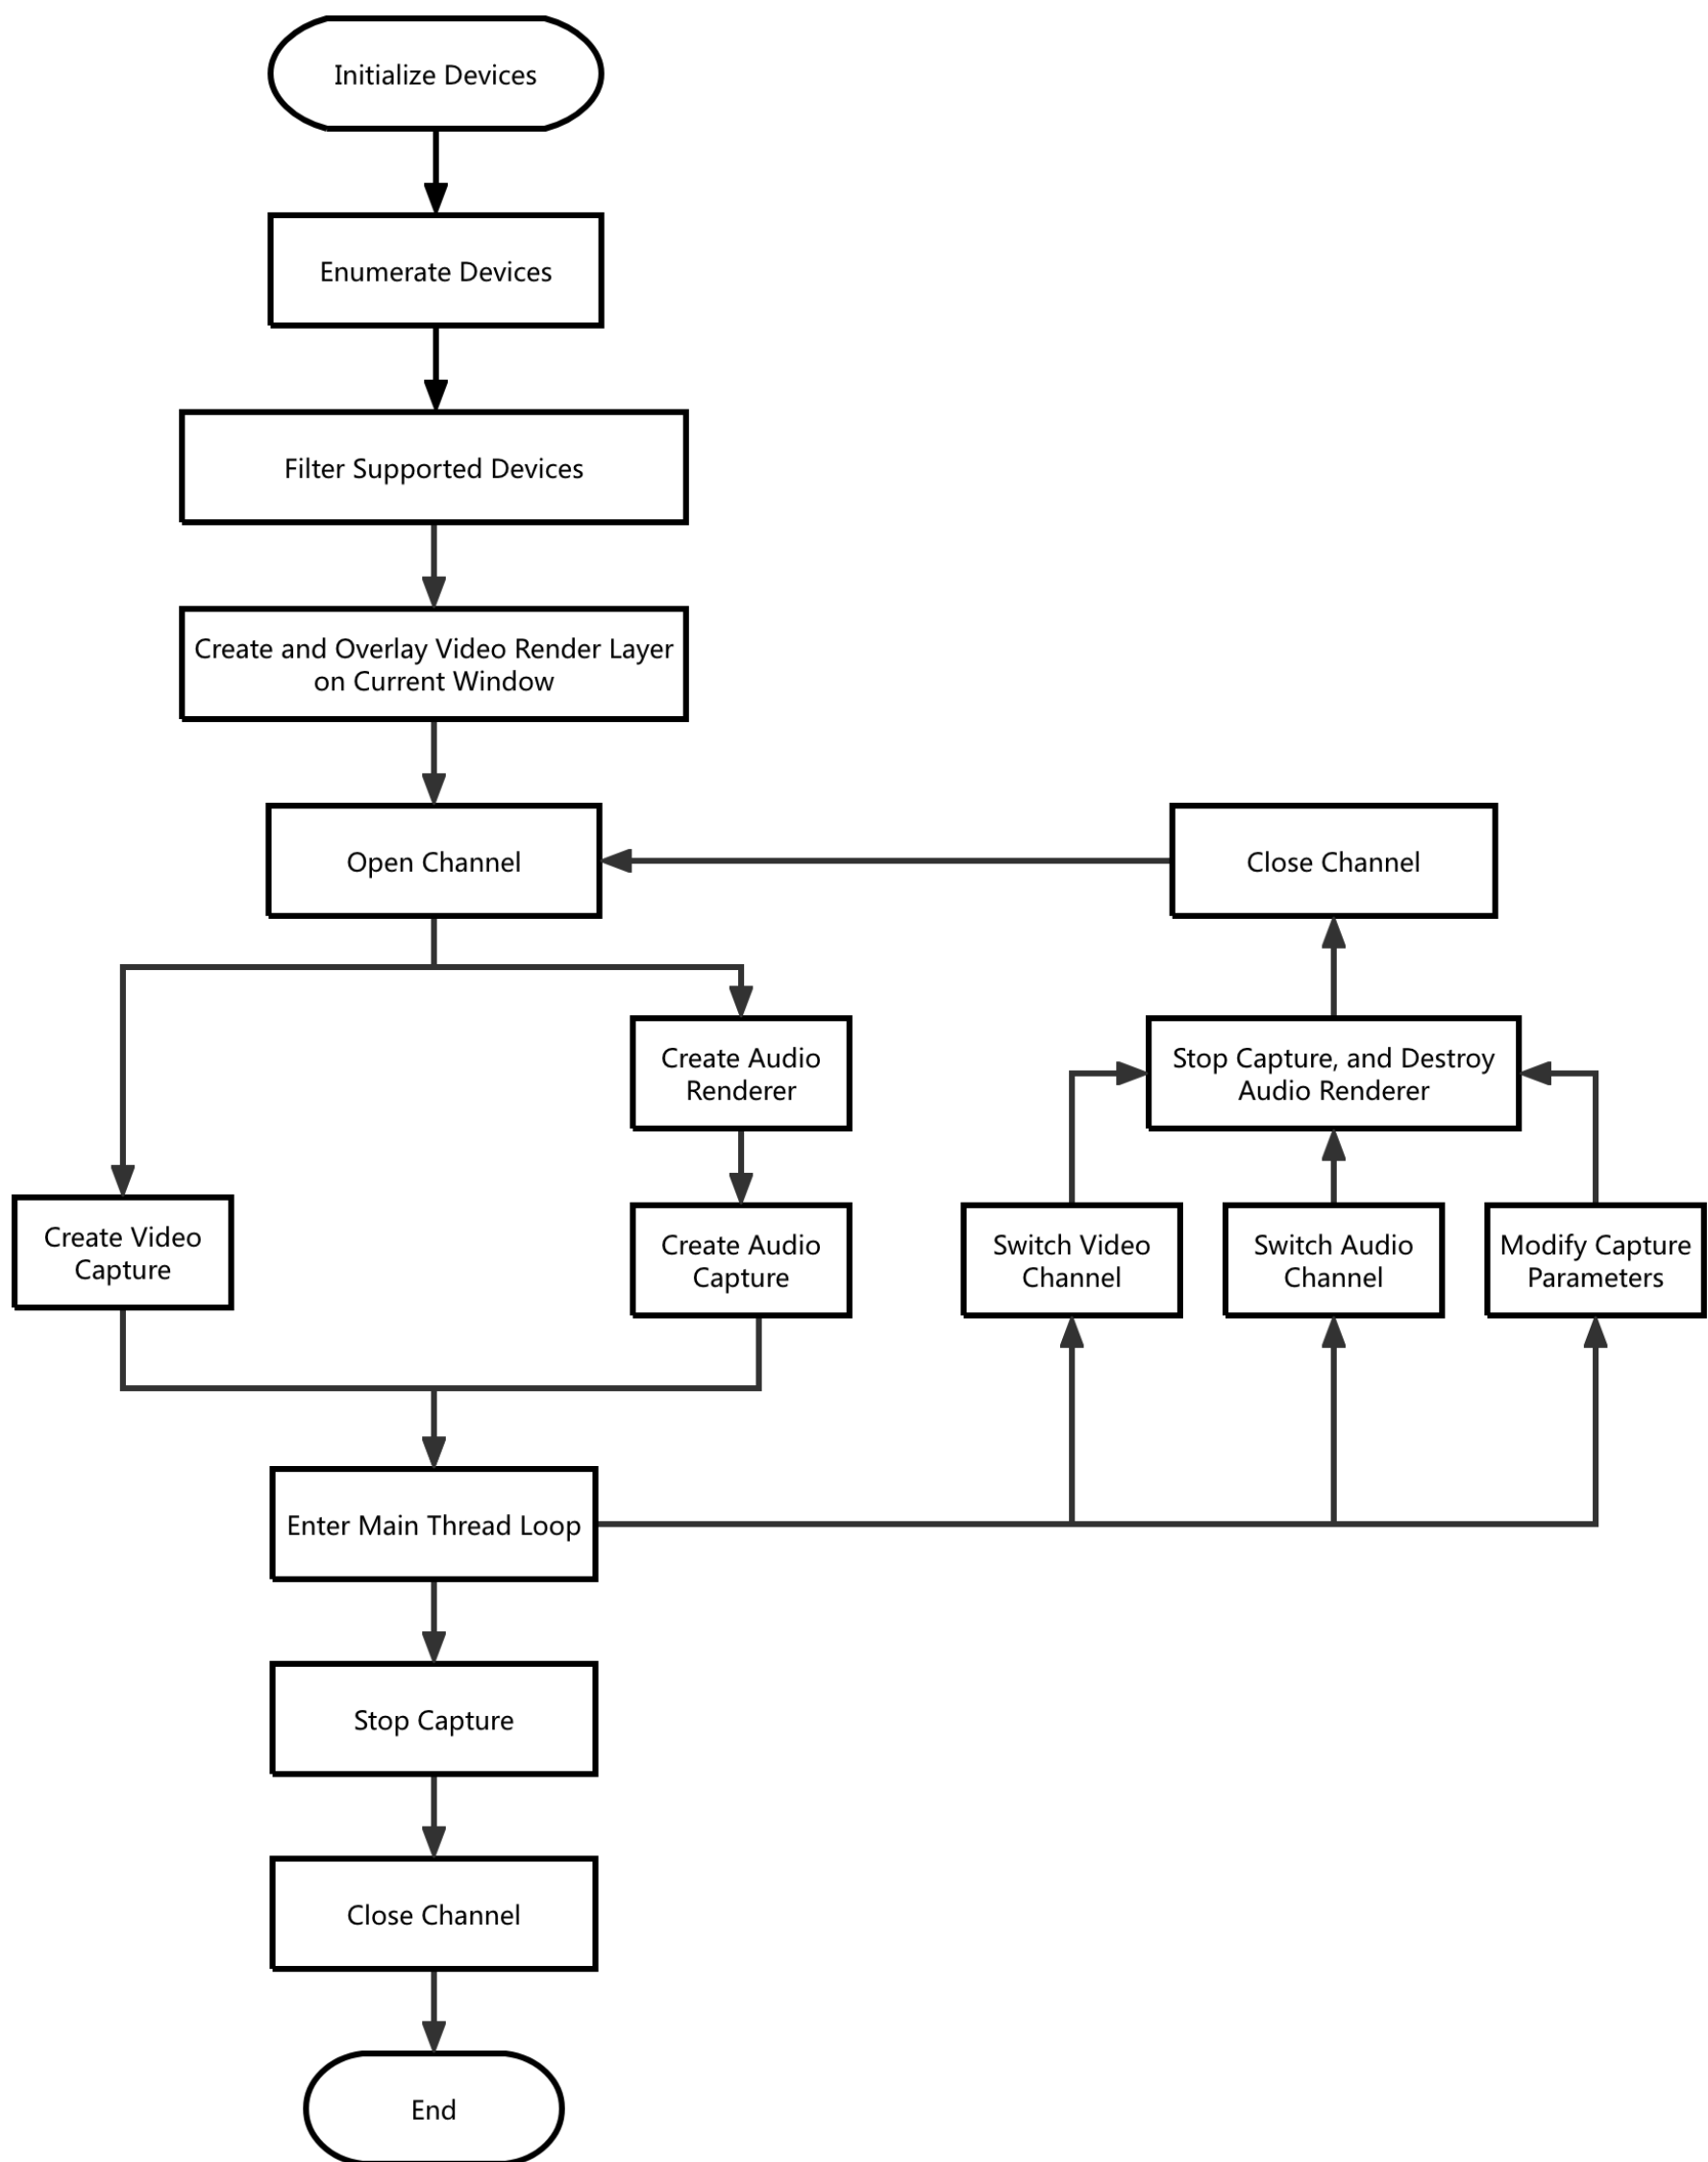 Initialize Devices
Enumerate Devices
Filter Supported Devices
Create and Overlay Video Render Layer
on Current Window
Open Channel
Close Channel
Create Audio
Renderer
Stop Capture, and Destroy
Audio Renderer
Create Video
Capture
Create Audio
Capture
Switch Video
Channel
Switch Audio
Channel
Modify Capture
Parameters
Enter Main Thread Loop
Stop Capture
Close Channel
End